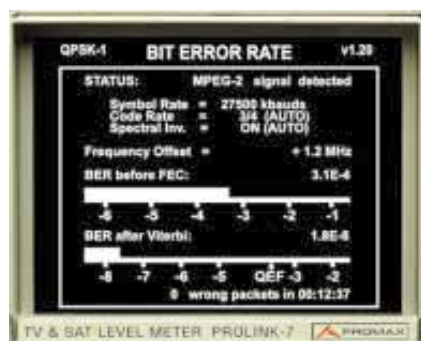 QPSK-1 BIT ERROR RATE v1.20
STATUS: MPEG-2 signal detected
Symbol Rate = 27500 kbauds
Code Rate = 3/4 (AUTO)
Spectral Inv. = ON (AUTO)
Frequency Offset = + 1.2 MHz
BER before FEC: 3.1E-4
-6 -5 -4 -3 -2 -1
BER after Viterbi: 1.8E-8
-8 -7 -6 -5 QEF -3 -2
0 wrong packets in 00:12:37
TV & SAT LEVEL METER PROLINK-7 PROMAX